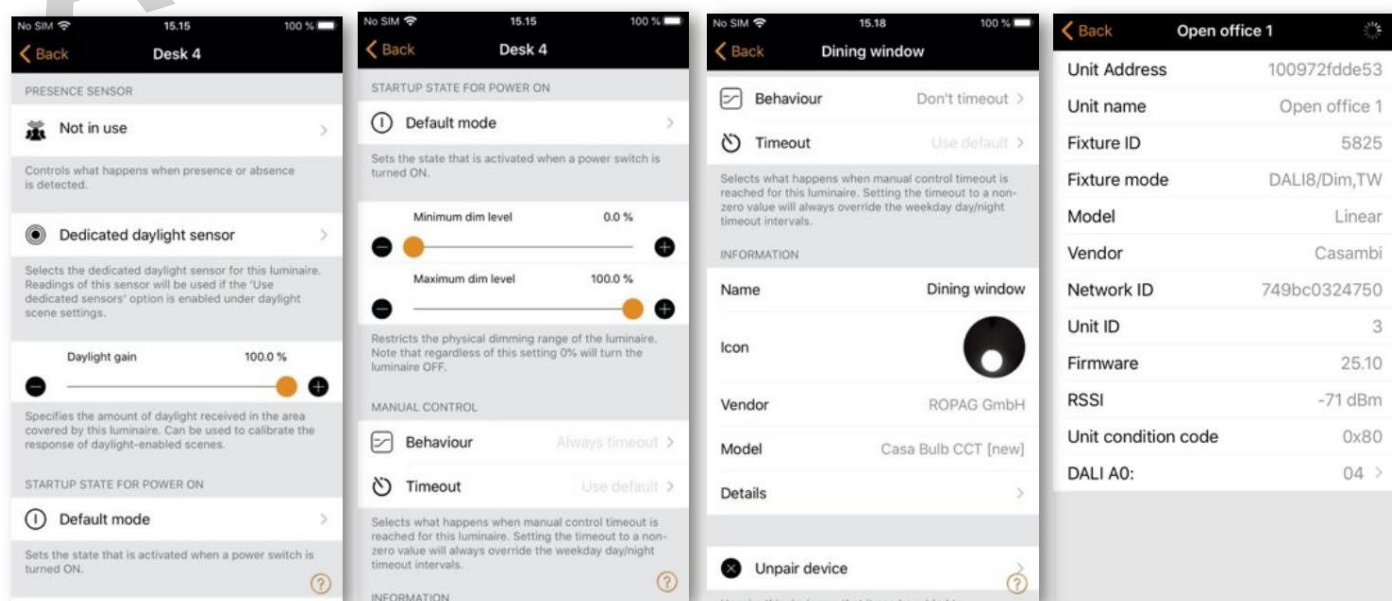 No SIM 15.15 100 %
Back Desk 4
PRESENCE SENSOR
Not in use
Controls what happens when presence or absence
is detected.
Dedicated daylight sensor
Selects the dedicated daylight sensor for this luminaire.
Readings of this sensor will be used if the 'Use
dedicated sensors' option is enabled under daylight
scene settings.
Daylight gain 100.0 %
Specifies the amount of daylight received in the area
covered by this luminaire. Can be used to calibrate the
response of daylight-enabled scenes.
STARTUP STATE FOR POWER ON
Default mode
Sets the state that is activated when a power switch is
turned ON.
?
No SIM 15.15 100 %
Back Desk 4
STARTUP STATE FOR POWER ON
Default mode
Sets the state that is activated when a power switch is
turned ON.
Minimum dim level 0.0 %
Maximum dim level 100.0 %
Restricts the physical dimming range of the luminaire.
Note that regardless of this setting 0% will turn the
luminaire OFF.
MANUAL CONTROL
Behaviour Always timeout
Timeout Use default
Selects what happens when manual control timeout is
reached for this luminaire. Setting the timeout to a non-
zero value will always override the weekday day/night
timeout intervals.
?
INFORMATION
No SIM 15.18 100 %
Back Dining window
Behaviour Don't timeout
Timeout Use default
Selects what happens when manual control timeout is
reached for this luminaire. Setting the timeout to a non-
zero value will always override the weekday day/night
timeout intervals.
INFORMATION
Name Dining window
Icon
Vendor ROPAG GmbH
Model Casa Bulb CCT [new]
Details
Unpair device
?
Back Open office 1
Unit Address 100972fdde53
Unit name Open office 1
Fixture ID 5825
Fixture mode DALI8/Dim,TW
Model Linear
Vendor Casambi
Network ID 749bc0324750
Unit ID 3
Firmware 25.10
RSSI -71 dBm
Unit condition code 0x80
DALI A0: 04